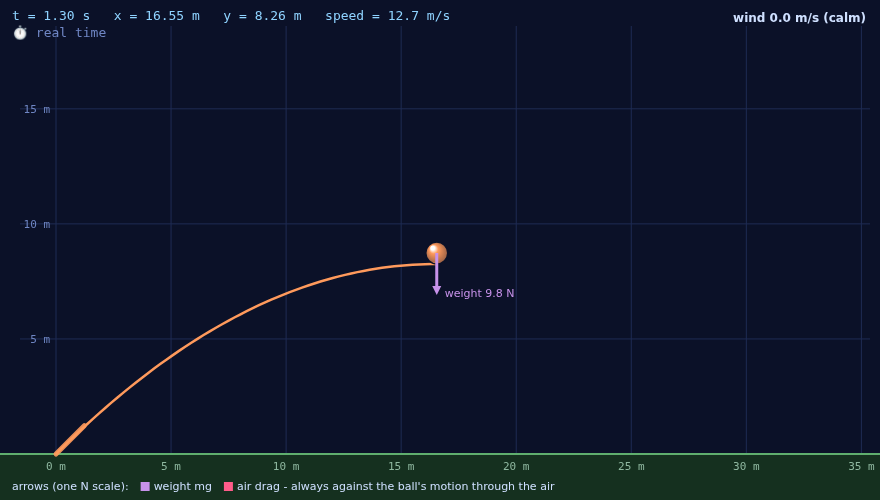 t = 1.30 s   x = 16.55 m   y = 8.26 m   speed = 12.7 m/s
wind 0.0 m/s (calm)
⏱ real time
15 m
10 m
weight 9.8 N
5 m
0 m 5 m 10 m 15 m 20 m 25 m 30 m 35 m
arrows (one N scale): weight mg air drag - always against the ball's motion through the air